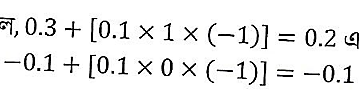 0.3 + [0.1 × 1 × (−1)] = 0.2
−0.1 + [0.1 × 0 × (−1)] = −0.1